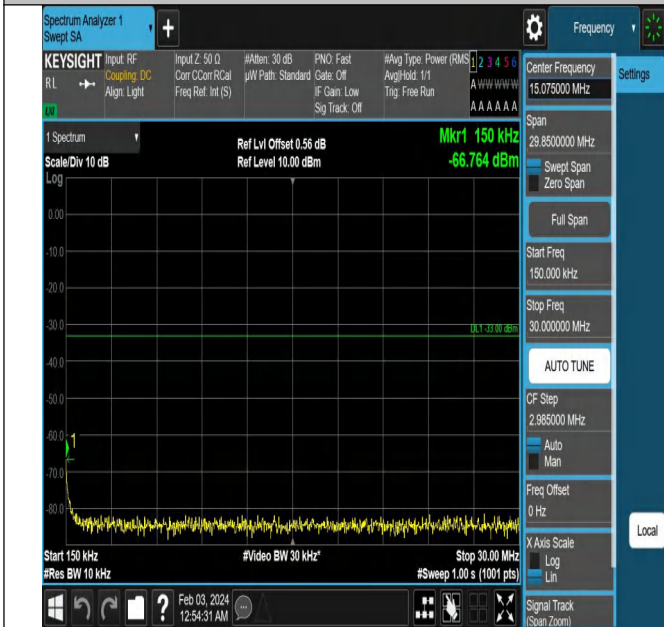 Spectrum Analyzer 1
Swept SA
+
Frequency
KEYSIGHT
RL
LXI
Input: RF
Coupling: DC
Align: Light
Input Z: 50 Ω
Corr CCorr RCal
Freq Ref: Int (S)
#Atten: 30 dB
µW Path: Standard
PNO: Fast
Gate: Off
IF Gain: Low
Sig Track: Off
#Avg Type: Power (RMS
Avg|Hold: 1/1
Trig: Free Run
1 2 3 4 5 6
A W W W W W
A A A A A A
1 Spectrum
Scale/Div 10 dB
Log
Ref Lvl Offset 0.56 dB
Ref Level 10.00 dBm
Mkr1 150 kHz
-66.764 dBm
0.00
-10.0
-20.0
-30.0
-40.0
-50.0
-60.0
-70.0
-80.0
DL1 -33.00 dBm
1
Start 150 kHz
#Res BW 10 kHz
#Video BW 30 kHz*
Stop 30.00 MHz
#Sweep 1.00 s (1001 pts)
Center Frequency
15.075000 MHz
Settings
Span
29.8500000 MHz
Swept Span
Zero Span
Full Span
Start Freq
150.000 kHz
Stop Freq
30.000000 MHz
AUTO TUNE
CF Step
2.985000 MHz
Auto
Man
Freq Offset
0 Hz
X Axis Scale
Log
Lin
Local
Signal Track
(Span Zoom)
?
Feb 03, 2024
12:54:31 AM